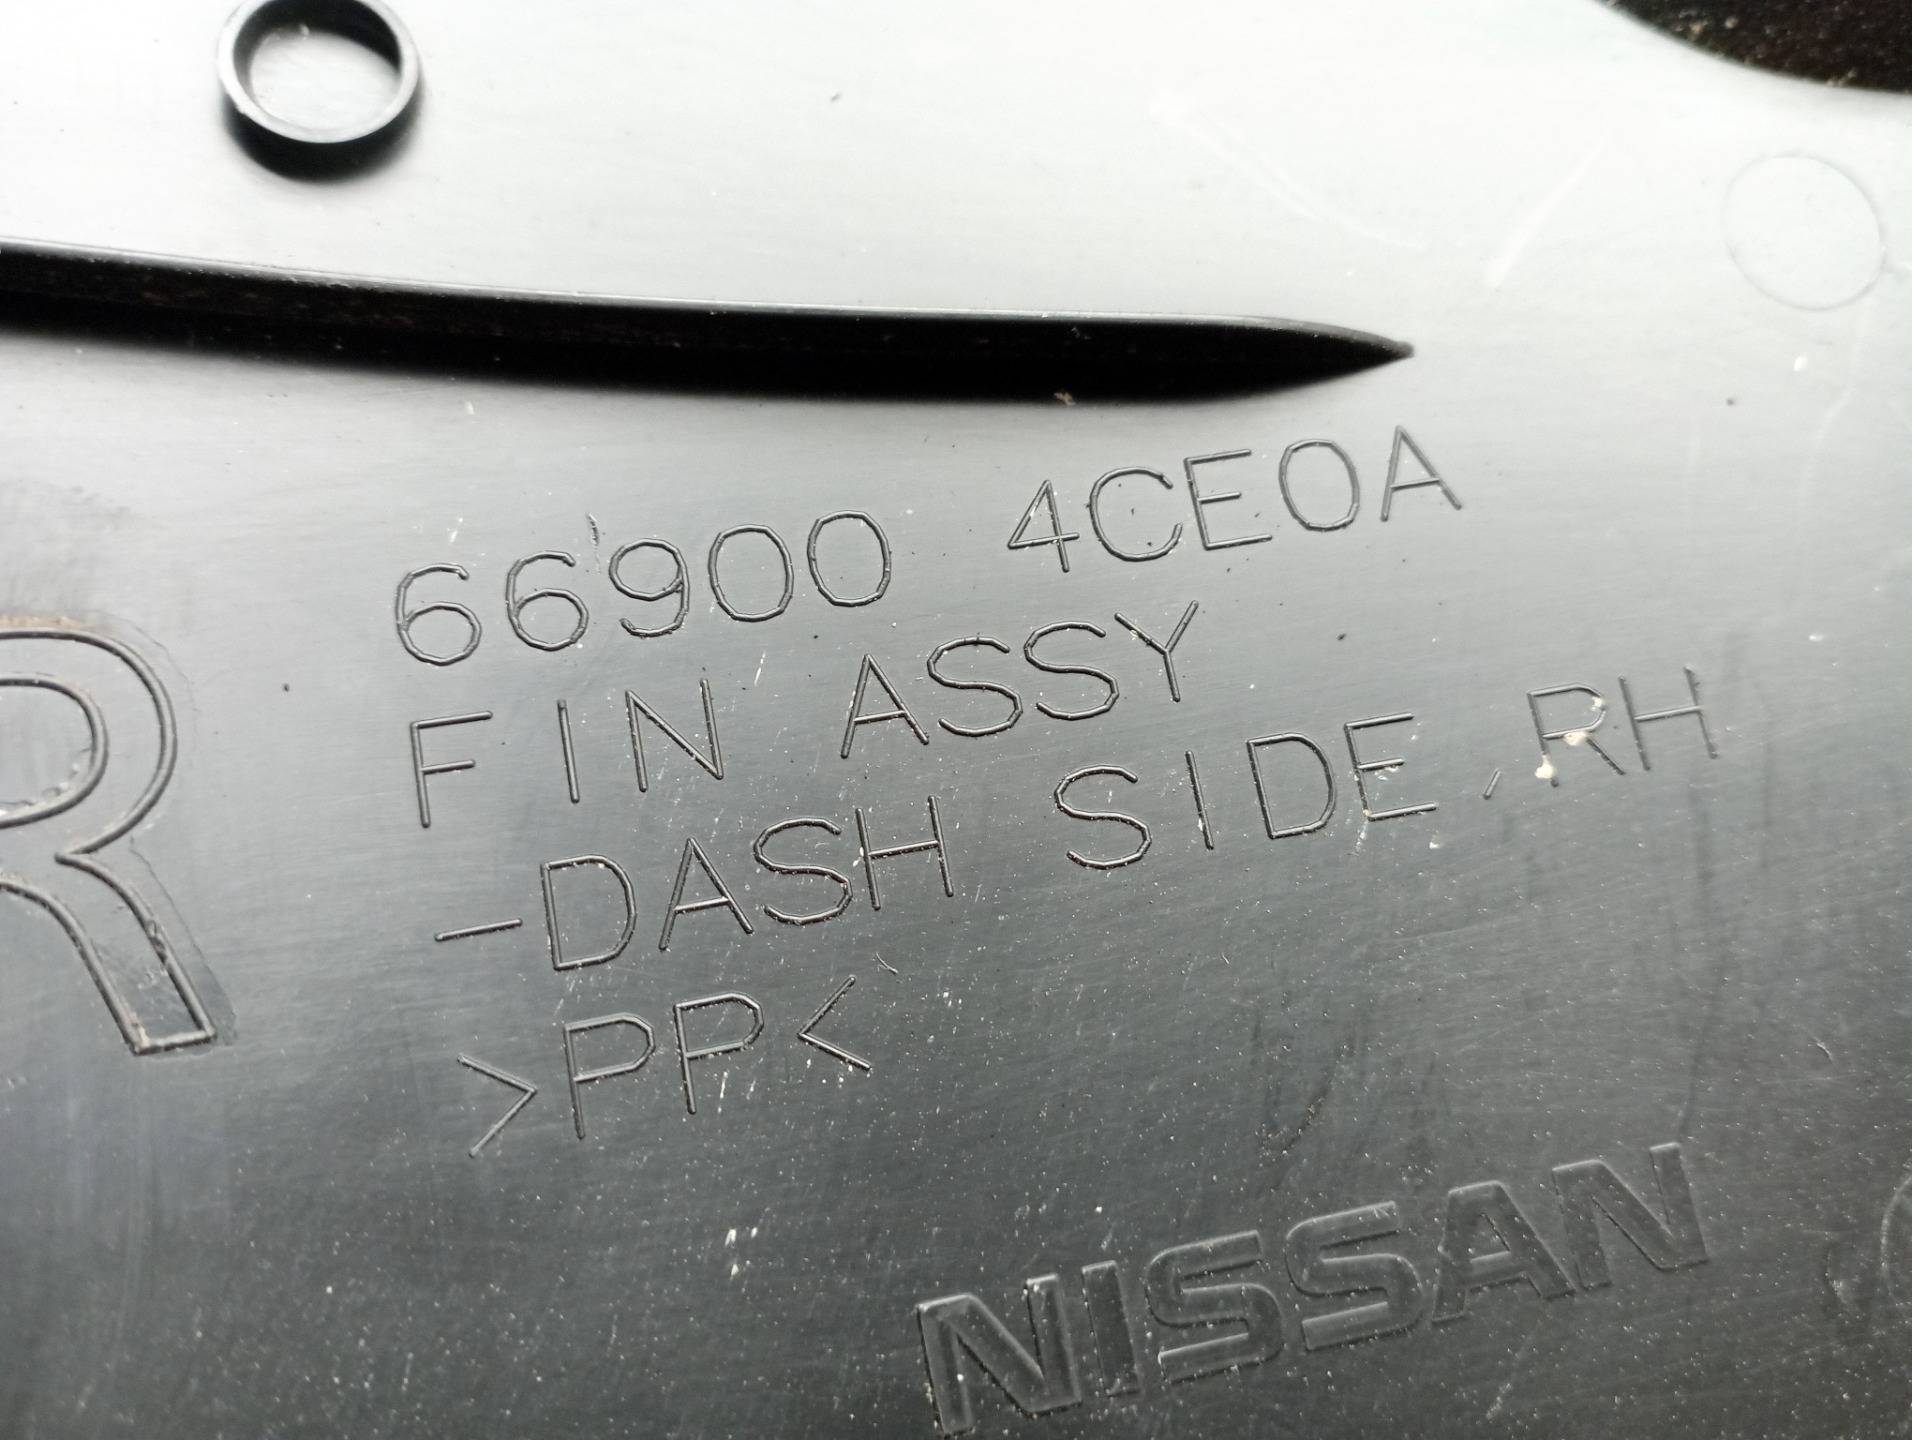 66900 4CE0A
FIN ASSY
-DASH SIDE,RH
>PP<
R
NISSAN